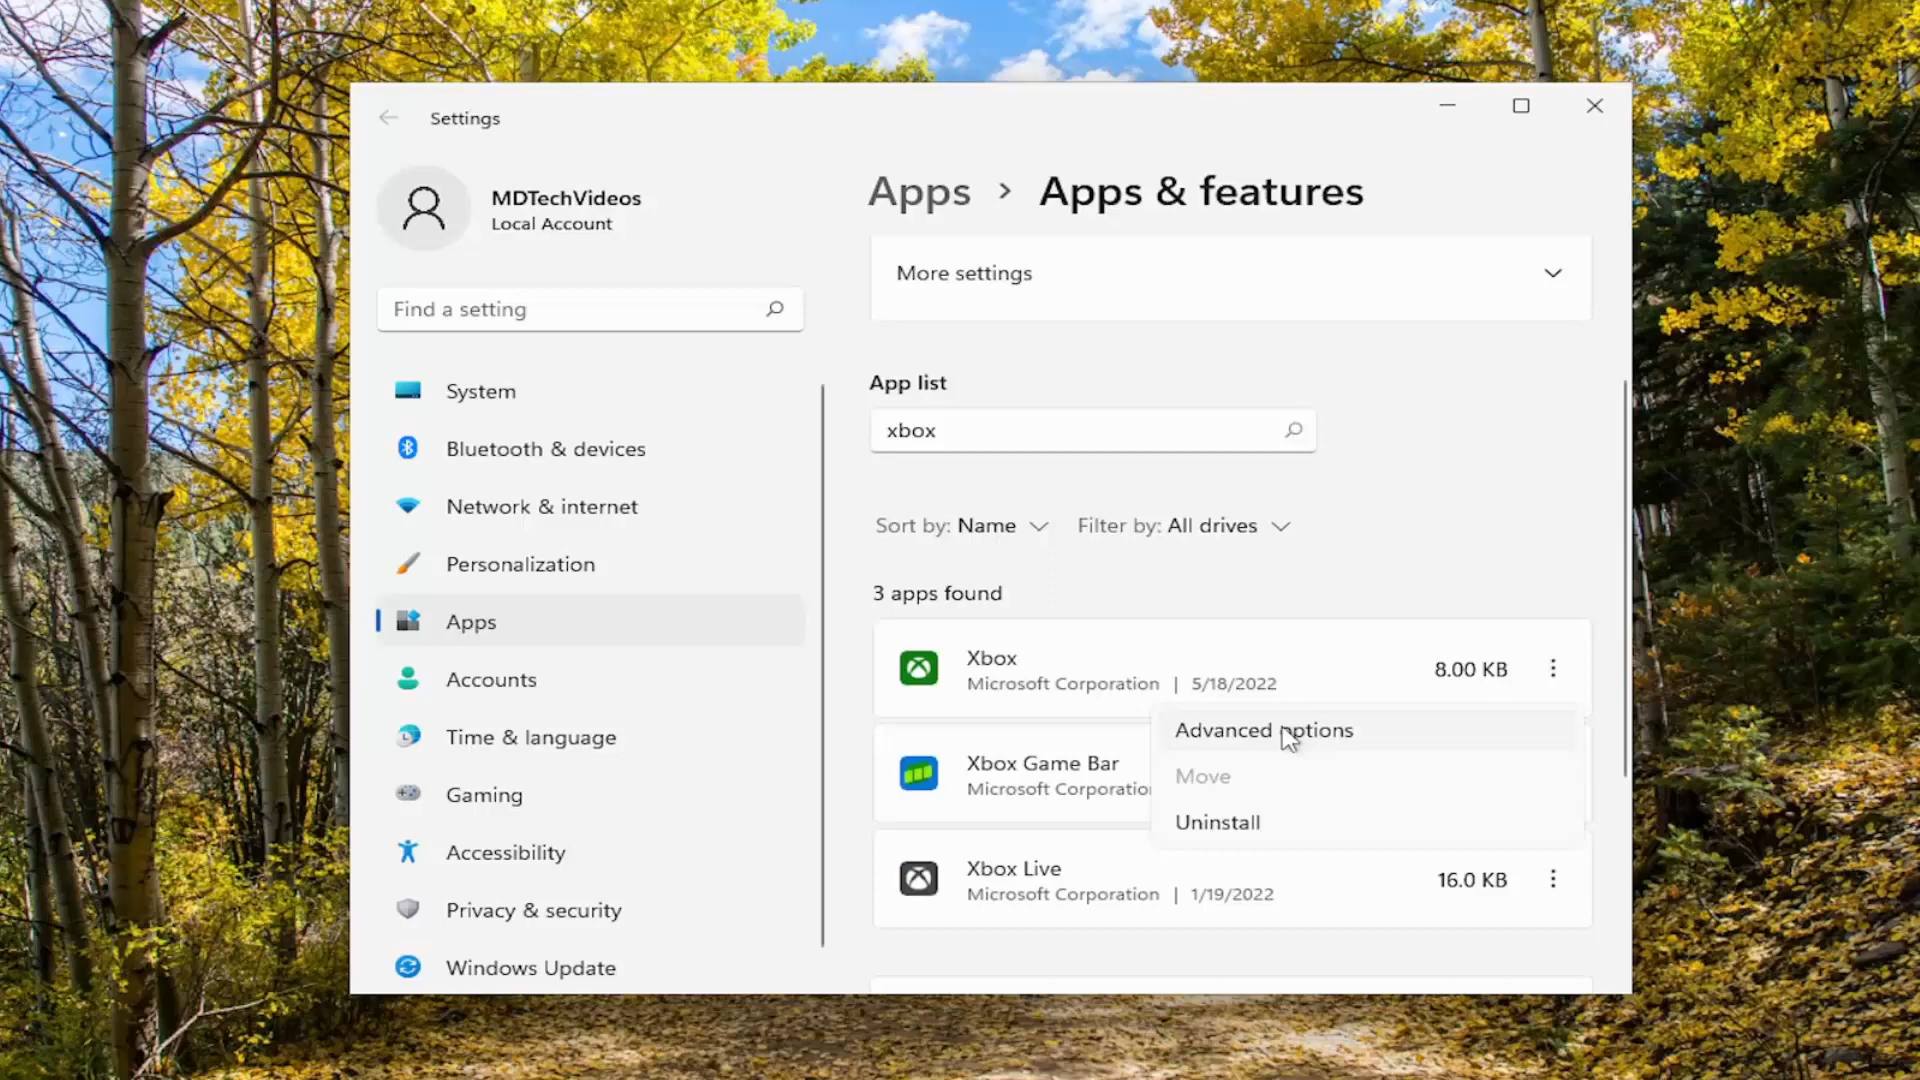 Settings
MDTechVideos
Local Account
Find a setting
System
Bluetooth & devices
Network & internet
Personalization
Apps
Accounts
Time & language
Gaming
Accessibility
Privacy & security
Windows Update
Apps > Apps & features
More settings
App list
xbox
Sort by: Name Filter by: All drives
3 apps found
Xbox
Microsoft Corporation | 5/18/2022
8.00 KB
Advanced options
Move
Uninstall
Xbox Game Bar
Microsoft Corporation
Xbox Live
Microsoft Corporation | 1/19/2022
16.0 KB